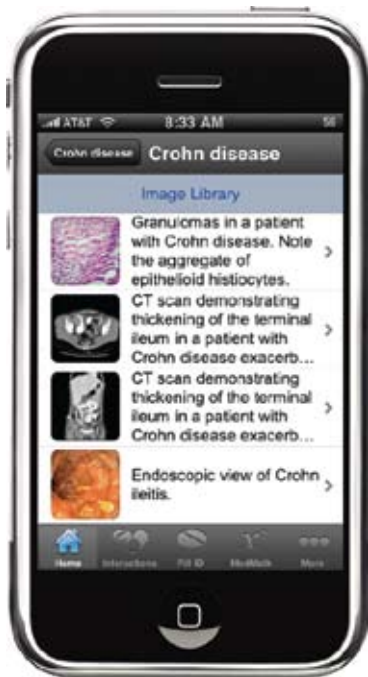 AT&T 8:33 AM 56
Crohn disease Crohn disease
Image Library
Granulomas in a patient
with Crohn disease. Note
the aggregate of
epithelioid histiocytes.
CT scan demonstrating
thickening of the terminal
ileum in a patient with
Crohn disease exacerb...
CT scan demonstrating
thickening of the terminal
ileum in a patient with
Crohn disease exacerb...
Endoscopic view of Crohn
ileitis.
Home Interactions Pill ID MedMath More